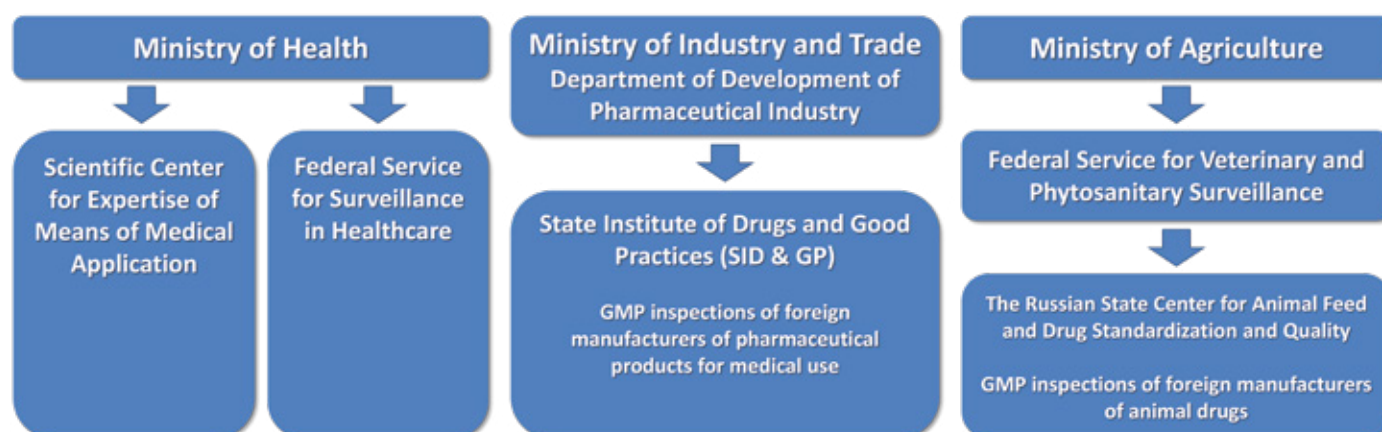 Ministry of Health
Scientific Center
for Expertise of
Means of Medical
Application
Federal Service
for Surveillance
in Healthcare
Ministry of Industry and Trade
Department of Development of
Pharmaceutical Industry
State Institute of Drugs and Good
Practices (SID & GP)
GMP inspections of foreign
manufacturers of pharmaceutical
products for medical use
Ministry of Agriculture
Federal Service for Veterinary and
Phytosanitary Surveillance
The Russian State Center for Animal Feed
and Drug Standardization and Quality
GMP inspections of foreign manufacturers
of animal drugs